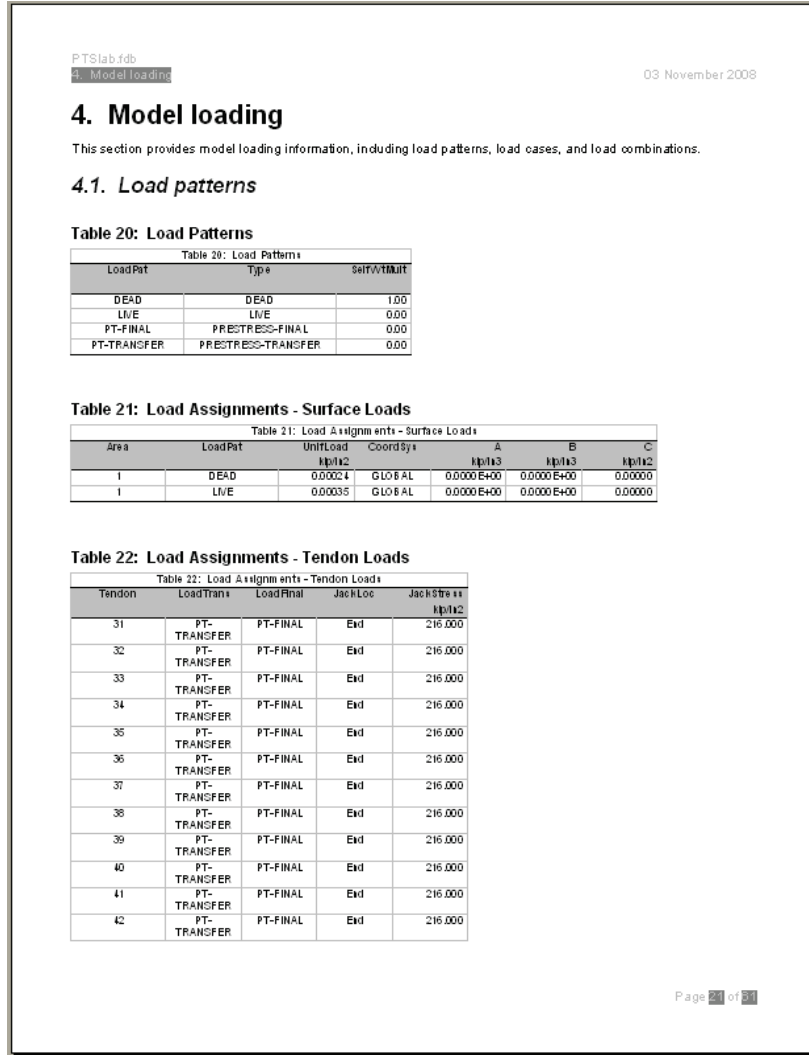 PTSlab.fdb
4. Model loading 03 November 2008
4. Model loading
This section provides model loading information, including load patterns, load cases, and load combinations.
4.1. Load patterns
Table 20: Load Patterns
Table 20: Load Patterns
LoadPat Type SelfWtMult
DEAD DEAD 1.00
LIVE LIVE 0.00
PT-FINAL PRESTRESS-FINAL 0.00
PT-TRANSFER PRESTRESS-TRANSFER 0.00
Table 21: Load Assignments - Surface Loads
Table 21: Load Assignments - Surface Loads
Area LoadPat UnifLoad CoordSys A B C
kip/in2 kip/in3 kip/in3 kip/in2
1 DEAD 0.00024 GLOBAL 0.0000E+00 0.0000E+00 0.00000
1 LIVE 0.00035 GLOBAL 0.0000E+00 0.0000E+00 0.00000
Table 22: Load Assignments - Tendon Loads
Table 22: Load Assignments - Tendon Loads
Tendon LoadTrans LoadFinal JackLoc JackStress
kip/in2
31 PT- PT-FINAL End 216.000
TRANSFER
32 PT- PT-FINAL End 216.000
TRANSFER
33 PT- PT-FINAL End 216.000
TRANSFER
34 PT- PT-FINAL End 216.000
TRANSFER
35 PT- PT-FINAL End 216.000
TRANSFER
36 PT- PT-FINAL End 216.000
TRANSFER
37 PT- PT-FINAL End 216.000
TRANSFER
38 PT- PT-FINAL End 216.000
TRANSFER
39 PT- PT-FINAL End 216.000
TRANSFER
40 PT- PT-FINAL End 216.000
TRANSFER
41 PT- PT-FINAL End 216.000
TRANSFER
42 PT- PT-FINAL End 216.000
TRANSFER
Page 21 of 31